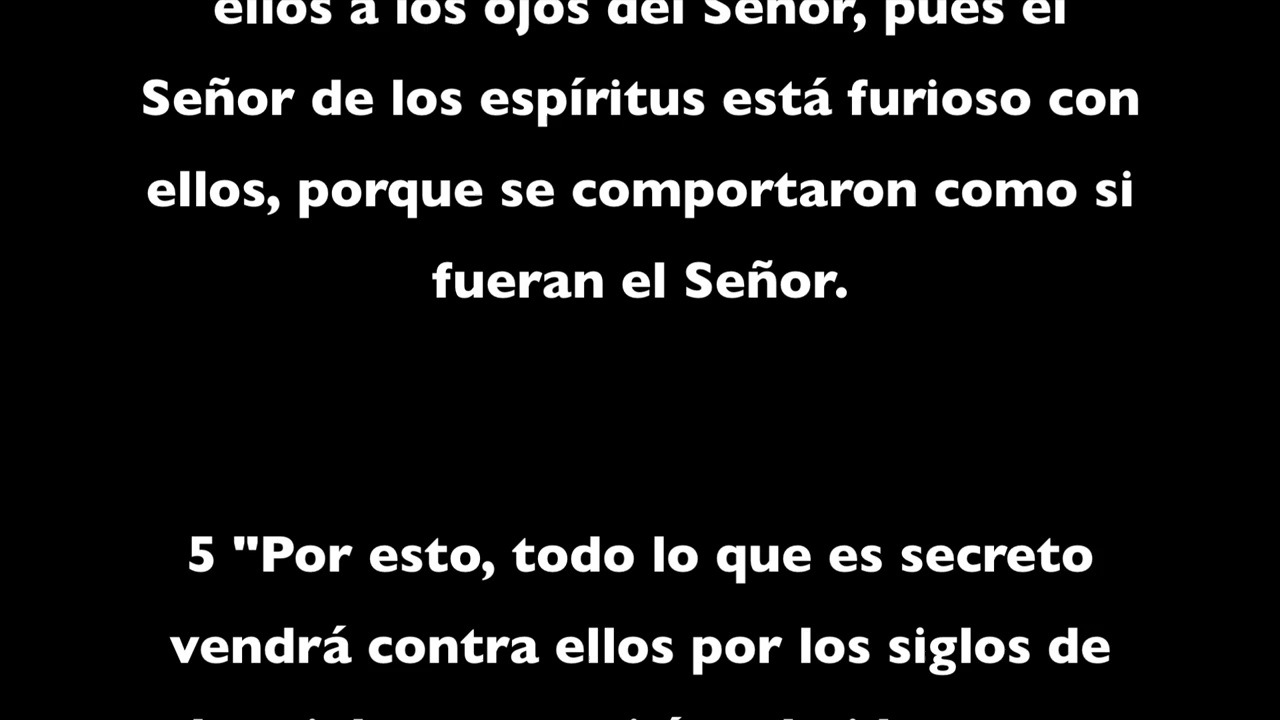 ellos a los ojos del Señor, pues el
Señor de los espíritus está furioso con
ellos, porque se comportaron como si
fueran el Señor.
5 "Por esto, todo lo que es secreto
vendrá contra ellos por los siglos de